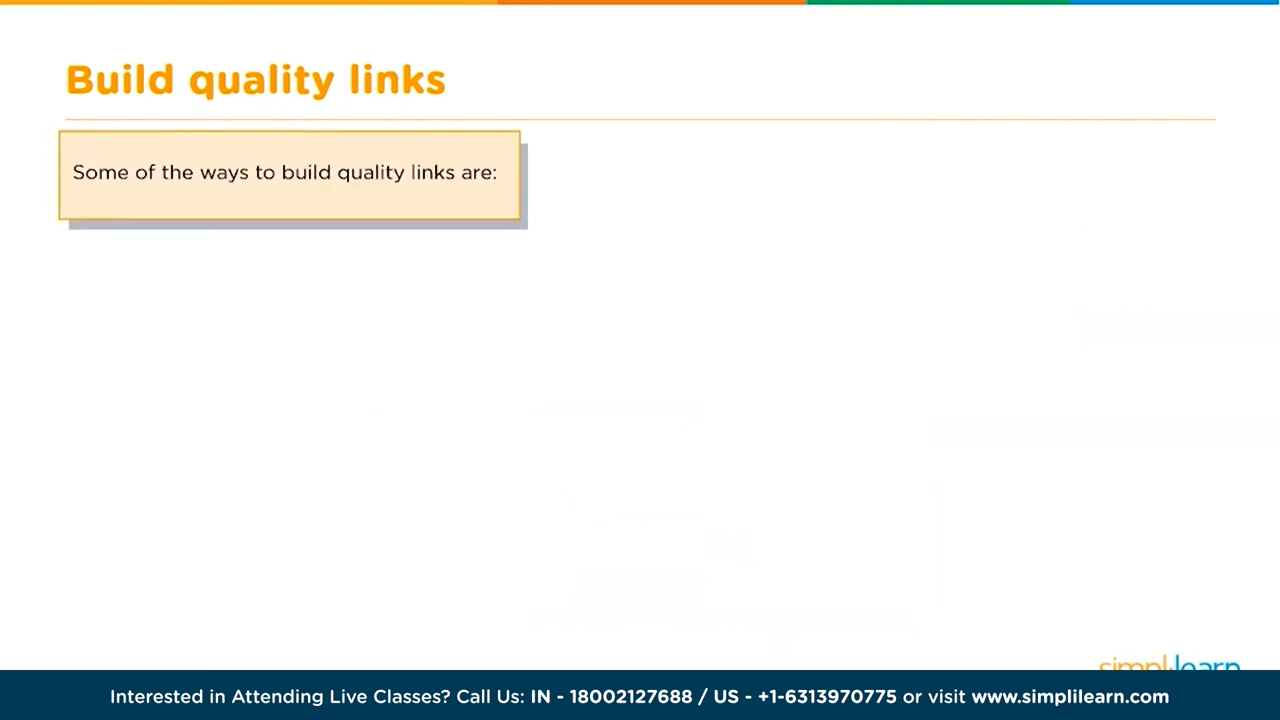 Build quality links
Some of the ways to build quality links are:
simplilearn
Interested in Attending Live Classes? Call Us: IN - 18002127688 / US - +1-6313970775 or visit www.simplilearn.com